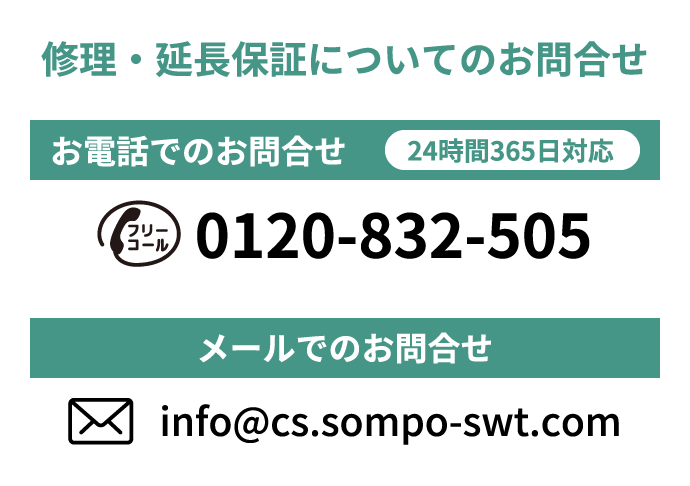 修理・延長保証についてのお問合せ
お電話でのお問合せ 24時間365日対応
フリー
コール
0120-832-505
メールでのお問合せ
info@cs.sompo-swt.com